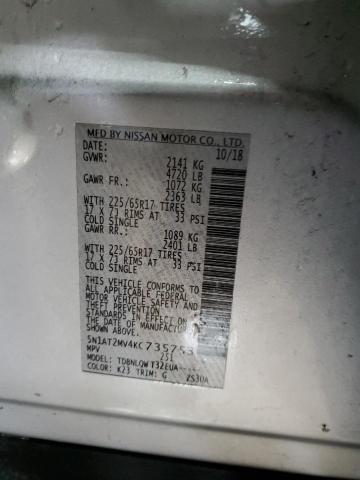 MFD BY NISSAN MOTOR CO., LTD.
DATE: 10/18
GVWR: 2141 KG
4720 LB
GAWR FR.: 1072 KG
2363 LB
WITH 225/65R17 TIRES
17 X 7J RIMS AT 33 PSI
COLD SINGLE
GAWR RR.: 1089 KG
2401 LB
WITH 225/65R17 TIRES
17 X 7J RIMS AT 33 PSI
COLD SINGLE
THIS VEHICLE CONFORMS TO
ALL APPLICABLE FEDERAL
MOTOR VEHICLE SAFETY BUMPER AND
THEFT PREVENTION
STANDARDS IN EFFECT ON THE
DATE OF MANUFACTURE
MPV 231
MODEL:
COLOR: K23 TRIM: G 2S30A